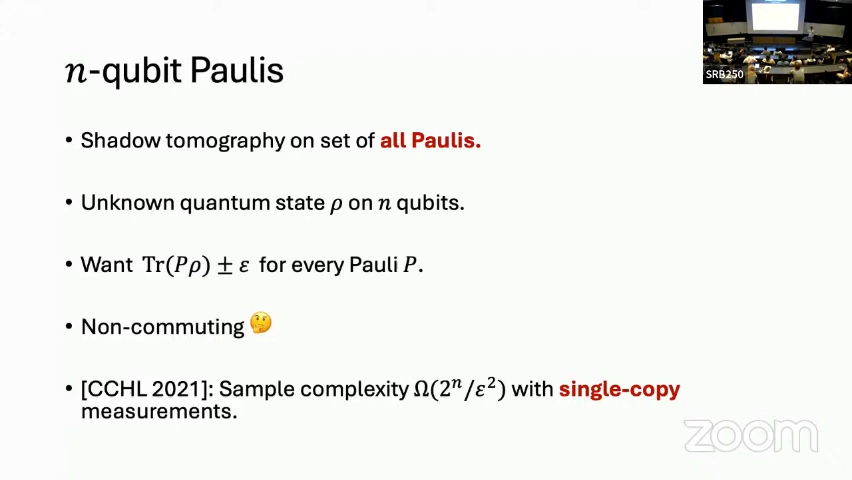 n-qubit Paulis
SRB250
• Shadow tomography on set of all Paulis.
• Unknown quantum state ρ on n qubits.
• Want Tr(Pρ) ± ε for every Pauli P.
• Non-commuting 🤔
• [CCHL 2021]: Sample complexity Ω(2ⁿ/ε²) with single-copy
measurements.
zoom